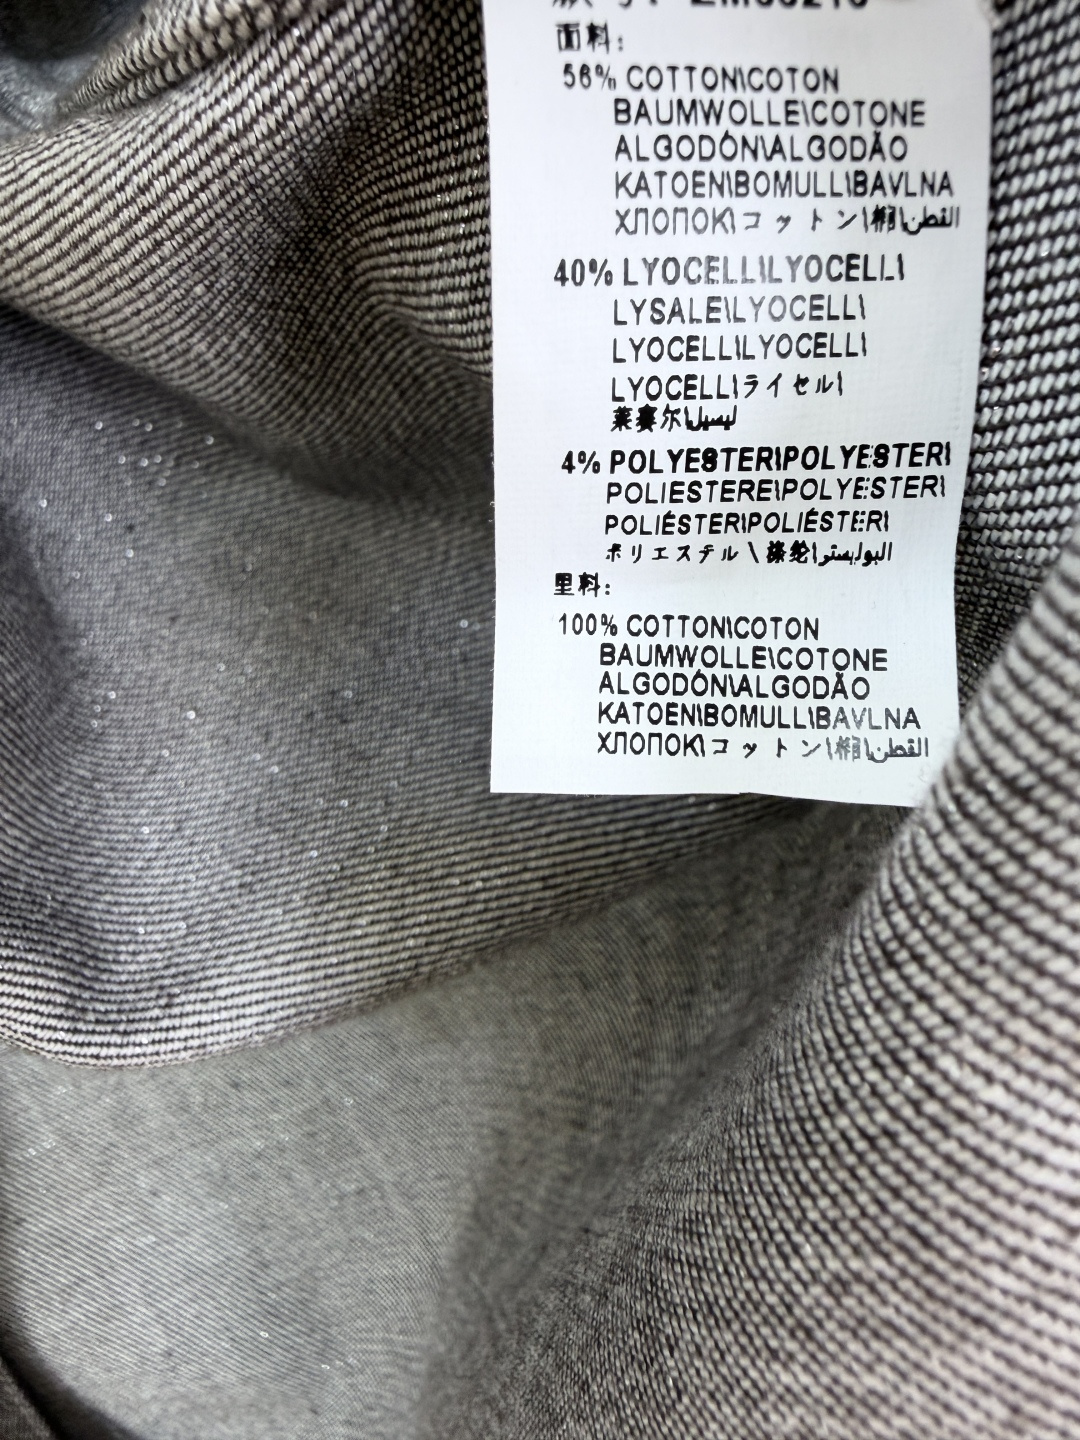 面料:
56% COTTON\COTON
BAUMWOLLE\COTONE
ALGODÓN\ALGODÃO
KATOEN\BOMULL\BAVLNA
ХЛОПОК\コットン\棉\القطن
40% LYOCELL\LYOCELL\
LYSALE\LYOCELL\
LYOCELL\LYOCELL\
LYOCELL\ライセル\
莱赛尔\ليسيل
4% POLYESTER\POLYESTER\
POLIESTERE\POLYESTER\
POLIÉSTER\POLIÉSTER\
ポリエステル\涤纶\البوليستر
里料:
100% COTTON\COTON
BAUMWOLLE\COTONE
ALGODÓN\ALGODÃO
KATOEN\BOMULL\BAVLNA
ХЛОПОК\コットン\棉\القطن